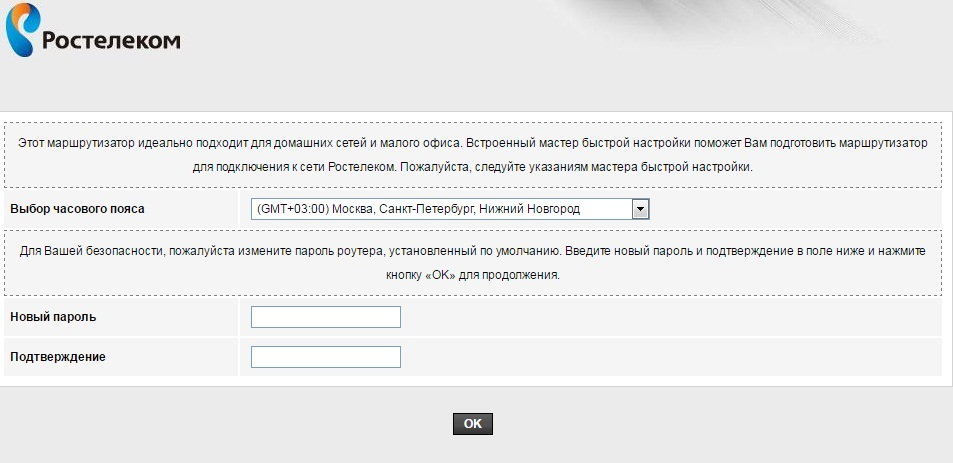 Ростелеком
Этот маршрутизатор идеально подходит для домашних сетей и малого офиса. Встроенный мастер быстрой настройки поможет Вам подготовить маршрутизатор
для подключения к сети Ростелеком. Пожалуйста, следуйте указаниям мастера быстрой настройки.
Выбор часового пояса
(GMT+03:00) Москва, Санкт-Петербург, Нижний Новгород
Для Вашей безопасности, пожалуйста измените пароль роутера, установленный по умолчанию. Введите новый пароль и подтверждение в поле ниже и нажмите
кнопку «OK» для продолжения.
Новый пароль
Подтверждение
OK